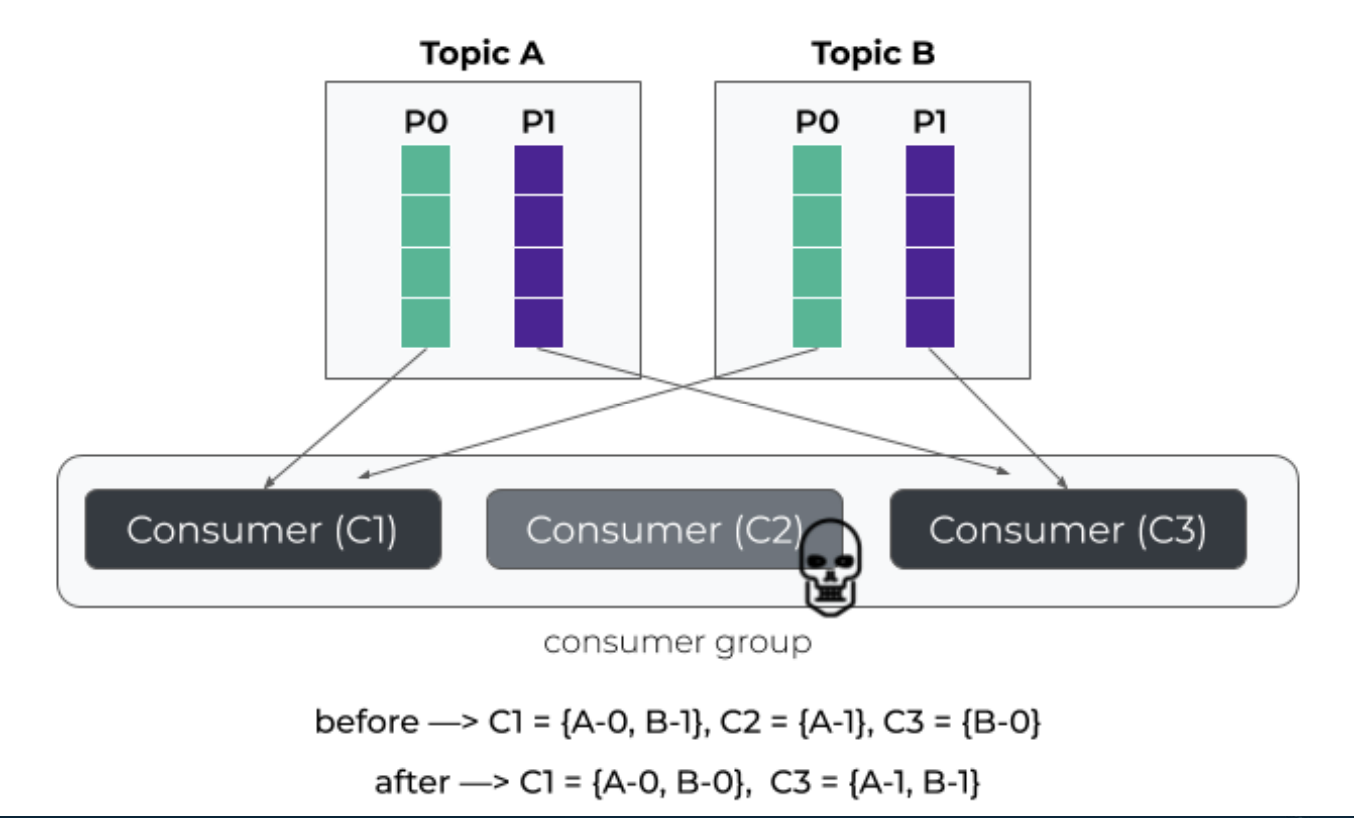 Topic A
Topic B
P0 P1
P0 P1
Consumer (C1)
Consumer (C2)
Consumer (C3)
consumer group
before —> C1 = {A-0, B-1}, C2 = {A-1}, C3 = {B-0}
after —> C1 = {A-0, B-0}, C3 = {A-1, B-1}